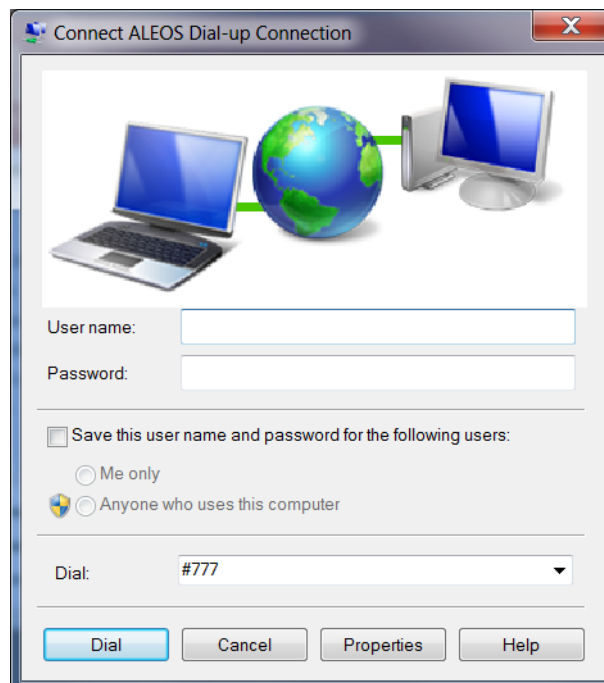 Connect ALEOS Dial-up Connection
User name:
Password:
Save this user name and password for the following users:
Me only
Anyone who uses this computer
Dial: #777
Dial Cancel Properties Help